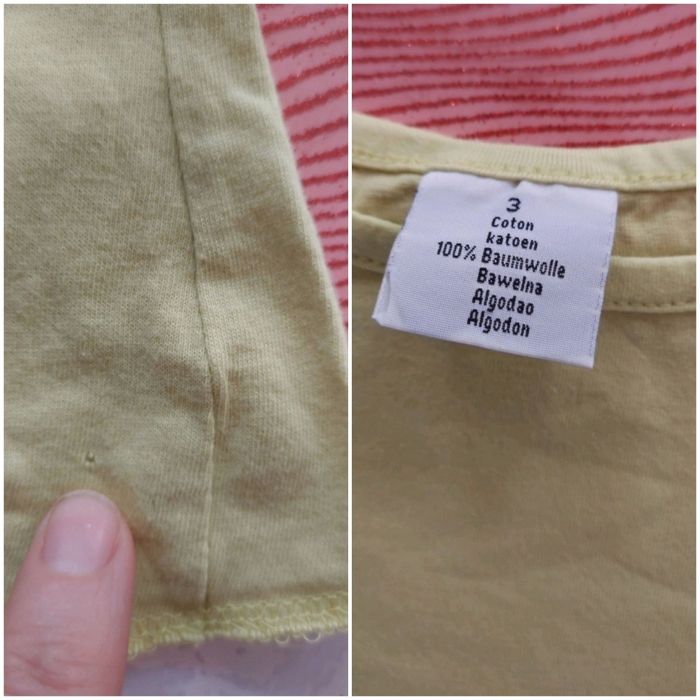 3
Coton
katoen
100% Baumwolle
Bawelna
Algodao
Algodon